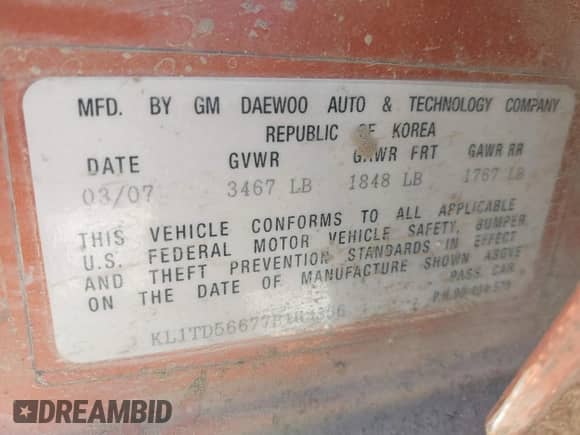 MFD. BY GM DAEWOO AUTO & TECHNOLOGY COMPANY
REPUBLIC OF KOREA
DATE GVWR GAWR FRT GAWR RR
03/07 3467 LB 1848 LB 1767 LB
THIS VEHICLE CONFORMS TO ALL APPLICABLE
U.S. FEDERAL MOTOR VEHICLE SAFETY, BUMPER
AND THEFT PREVENTION STANDARDS IN EFFECT
ON THE DATE OF MANUFACTURE SHOWN ABOVE
PASS CAR
DREAMBID